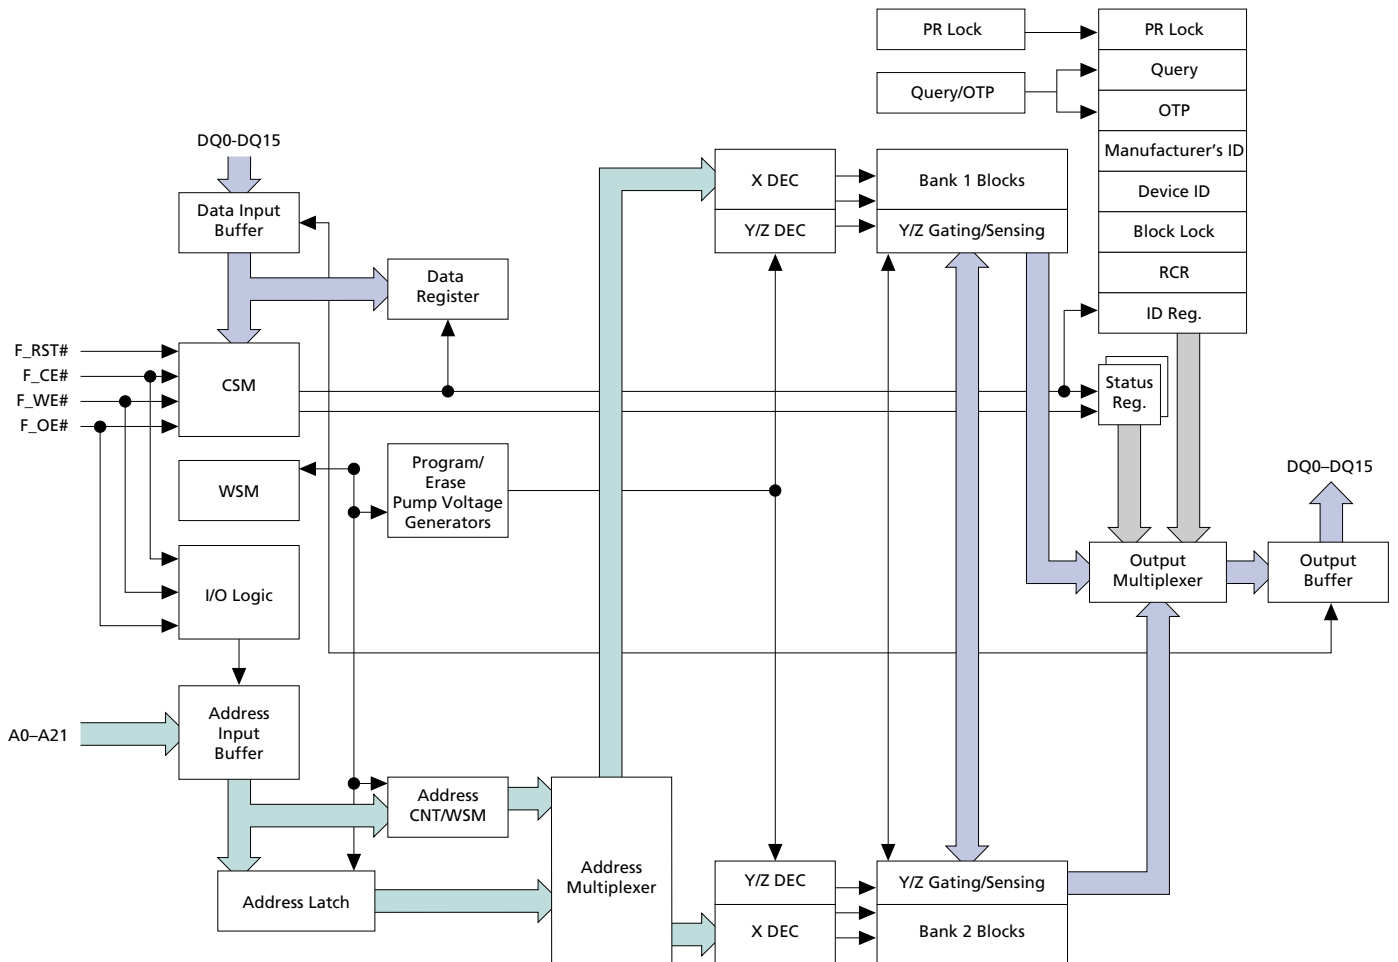 PR Lock
PR Lock
Query/OTP
Query
OTP
Manufacturer's ID
Device ID
Block Lock
RCR
ID Reg.
DQ0-DQ15
Data Input
Buffer
Data
Register
X DEC
Y/Z DEC
Bank 1 Blocks
Y/Z Gating/Sensing
F_RST#
F_CE#
F_WE#
F_OE#
CSM
Status
Reg.
WSM
Program/
Erase
Pump Voltage
Generators
DQ0–DQ15
I/O Logic
Output
Multiplexer
Output
Buffer
A0–A21
Address
Input
Buffer
Address
CNT/WSM
Address Latch
Address
Multiplexer
Y/Z DEC
X DEC
Y/Z Gating/Sensing
Bank 2 Blocks